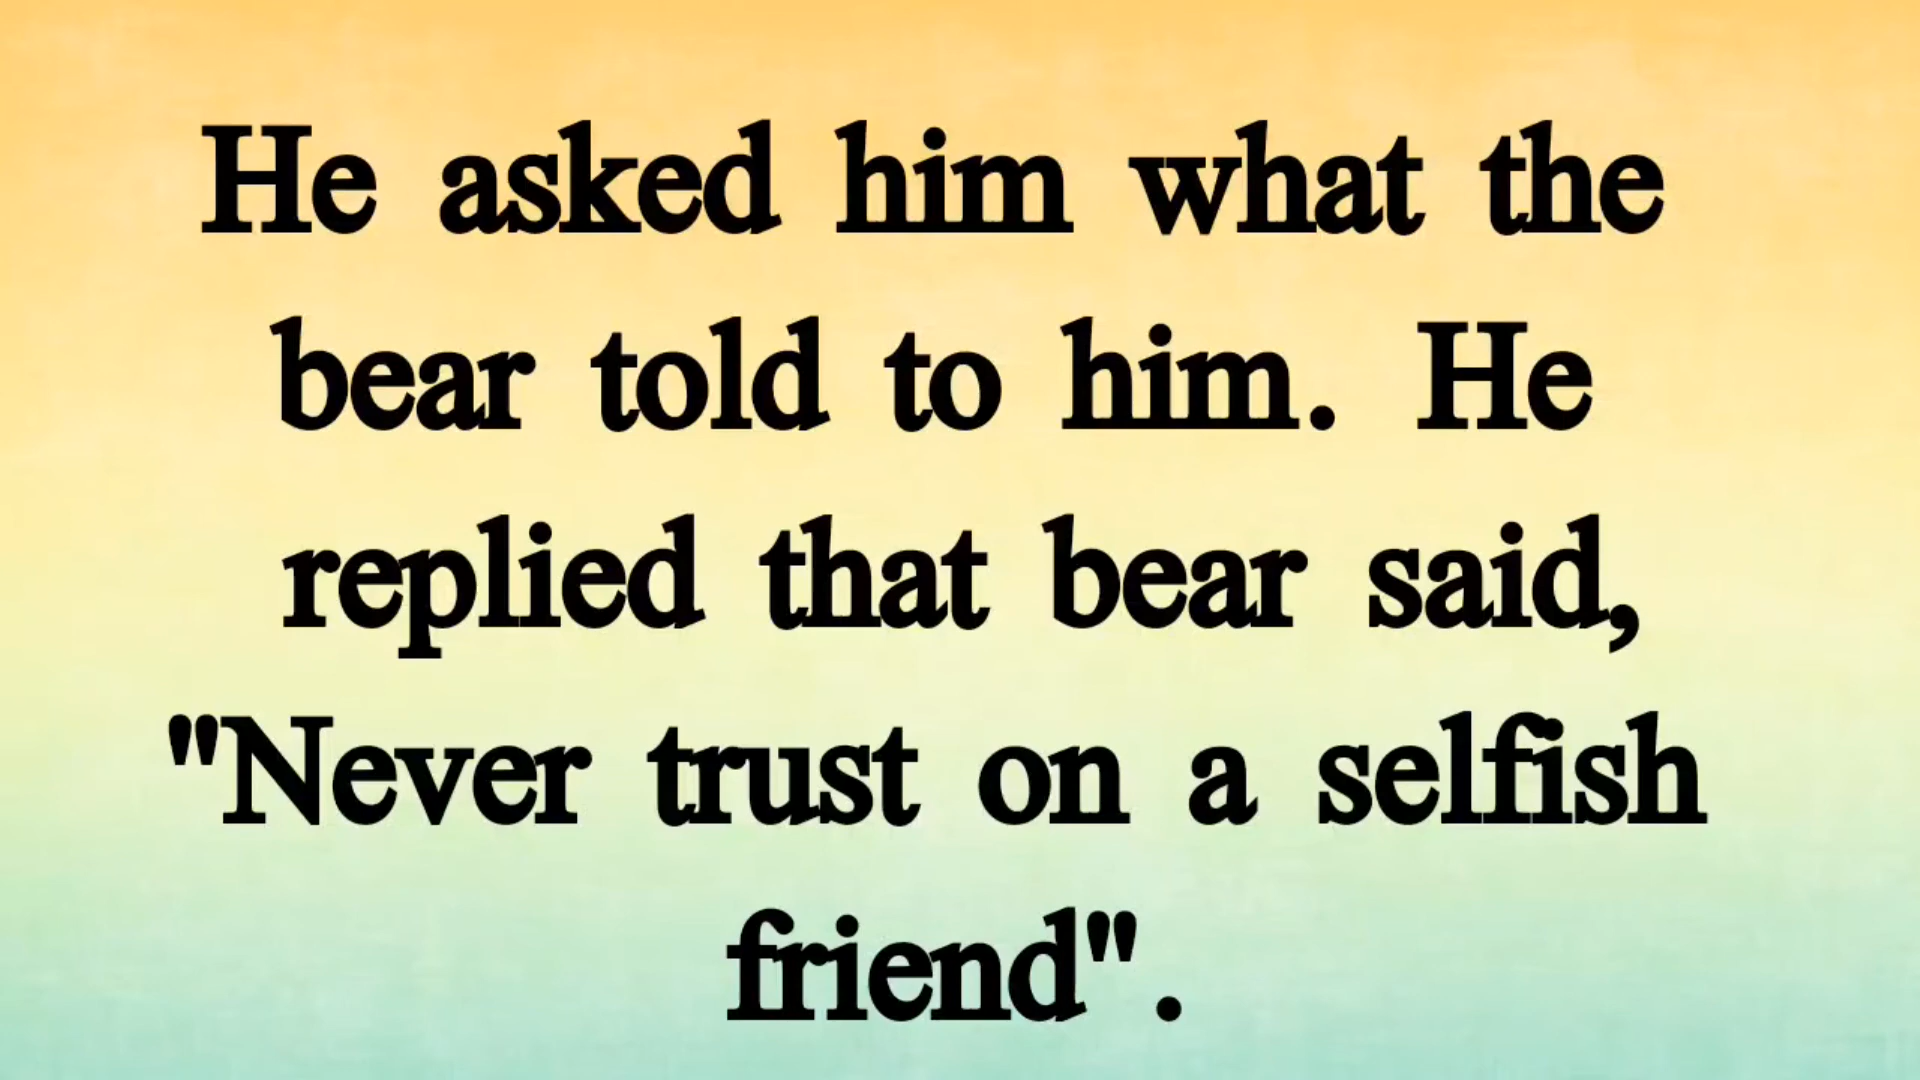 He asked him what the
bear told to him. He
replied that bear said,
"Never trust on a selfish
friend".